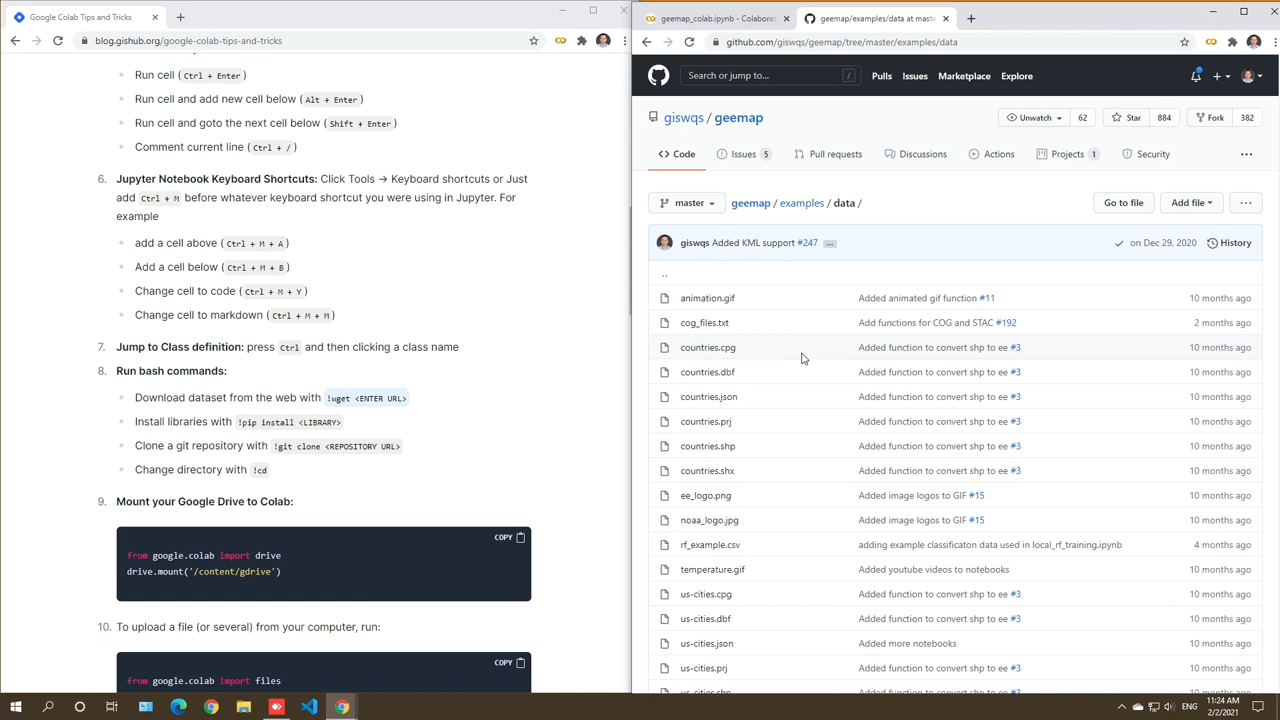 Google Colab Tips and Tricks
blog.gishub.org/google-colab-tips-and-tricks
Run cell ( Ctrl + Enter )
Run cell and add new cell below ( Alt + Enter )
Run cell and goto the next cell below ( Shift + Enter )
Comment current line ( Ctrl + / )
6. Jupyter Notebook Keyboard Shortcuts: Click Tools → Keyboard shortcuts or Just
add Ctrl + M before whatever keyboard shortcut you were using in Jupyter. For
example
add a cell above ( Ctrl + M + A )
Add a cell below ( Ctrl + M + B )
Change cell to code ( Ctrl + M + Y )
Change cell to markdown ( Ctrl + M + M )
7. Jump to Class definition: press Ctrl and then clicking a class name
8. Run bash commands:
Download dataset from the web with !wget <ENTER URL>
Install libraries with !pip install <LIBRARY>
Clone a git repository with !git clone <REPOSITORY URL>
Change directory with !cd
9. Mount your Google Drive to Colab:
COPY
from google.colab import drive
drive.mount('/content/gdrive')
10. To upload a file (or several) from your computer, run:
COPY
from google.colab import files
geemap_colab.ipynb - Colaborat
geemap/examples/data at maste
github.com/giswqs/geemap/tree/master/examples/data
Search or jump to... /
Pulls Issues Marketplace Explore
giswqs / geemap
Unwatch 62 Star 884 Fork 382
Code Issues 5 Pull requests Discussions Actions Projects 1 Security
master geemap / examples / data / Go to file Add file
giswqs Added KML support #247 on Dec 29, 2020 History
..
animation.gif Added animated gif function #11 10 months ago
cog_files.txt Add functions for COG and STAC #192 2 months ago
countries.cpg Added function to convert shp to ee #3 10 months ago
countries.dbf Added function to convert shp to ee #3 10 months ago
countries.json Added function to convert shp to ee #3 10 months ago
countries.prj Added function to convert shp to ee #3 10 months ago
countries.shp Added function to convert shp to ee #3 10 months ago
countries.shx Added function to convert shp to ee #3 10 months ago
ee_logo.png Added image logos to GIF #15 10 months ago
noaa_logo.jpg Added image logos to GIF #15 10 months ago
rf_example.csv adding example classificaton data used in local_rf_training.ipynb 4 months ago
temperature.gif Added youtube videos to notebooks 10 months ago
us-cities.cpg Added function to convert shp to ee #3 10 months ago
us-cities.dbf Added function to convert shp to ee #3 10 months ago
us-cities.json Added more notebooks 10 months ago
us-cities.prj Added function to convert shp to ee #3 10 months ago
us-cities.shp Added function to convert shp to ee #3 10 months ago
ENG
11:24 AM
2/2/2021